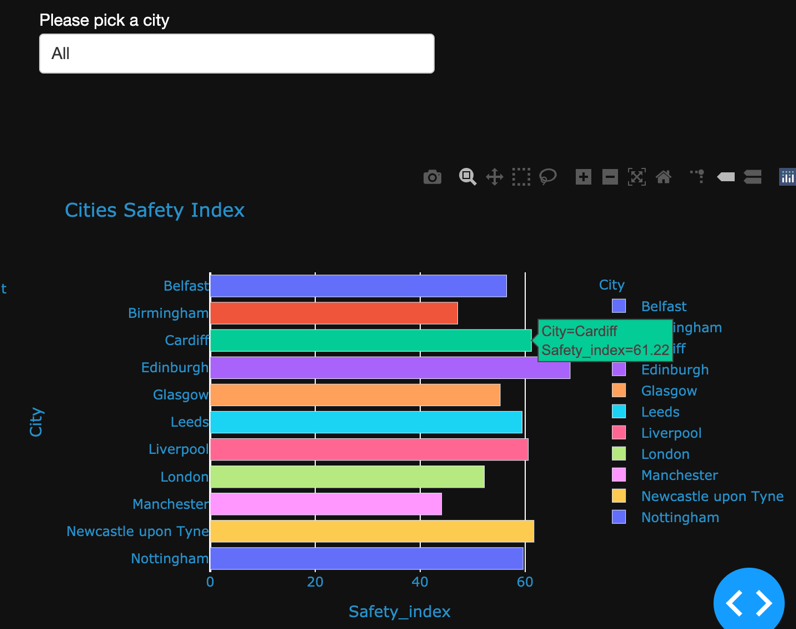 Please pick a city
All
Cities Safety Index
t
City
Belfast
Birmingham
Cardiff
Edinburgh
Glasgow
Leeds
Liverpool
London
Manchester
Newcastle upon Tyne
Nottingham
0 20 40 60
Safety_index
City=Cardiff
Safety_index=61.22
City
Belfast
ingham
iff
Edinburgh
Glasgow
Leeds
Liverpool
London
Manchester
Newcastle upon Tyne
Nottingham